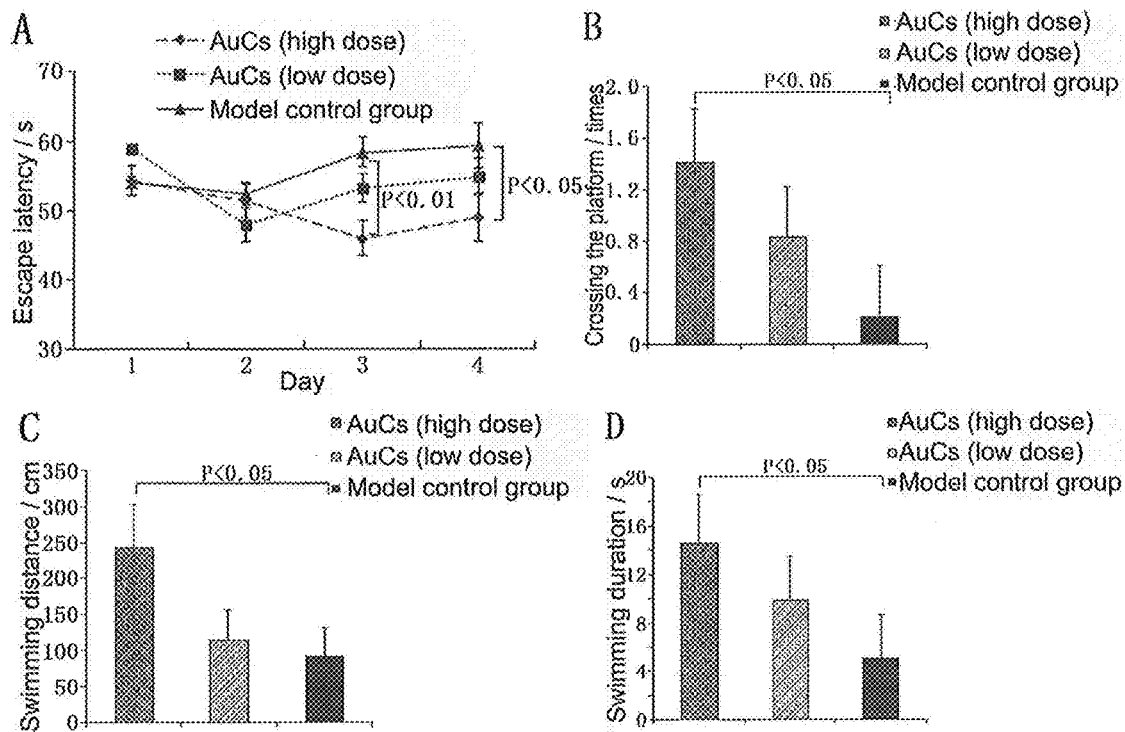 A
AuCs (high dose)
AuCs (low dose)
Model control group
70
60
50
40
30
Escape latency / s
P<0.01
P<0.05
1 2 3 4
Day
B
AuCs (high dose)
AuCs (low dose)
Model control group
P<0.05
2.0
1.6
1.2
0.8
0.4
0
Crossing the platform / times
C
AuCs (high dose)
AuCs (low dose)
Model control group
P<0.05
350
300
250
200
150
100
50
0
Swimming distance / cm
D
AuCs (high dose)
AuCs (low dose)
Model control group
P<0.05
20
16
12
8
4
0
Swimming duration / s